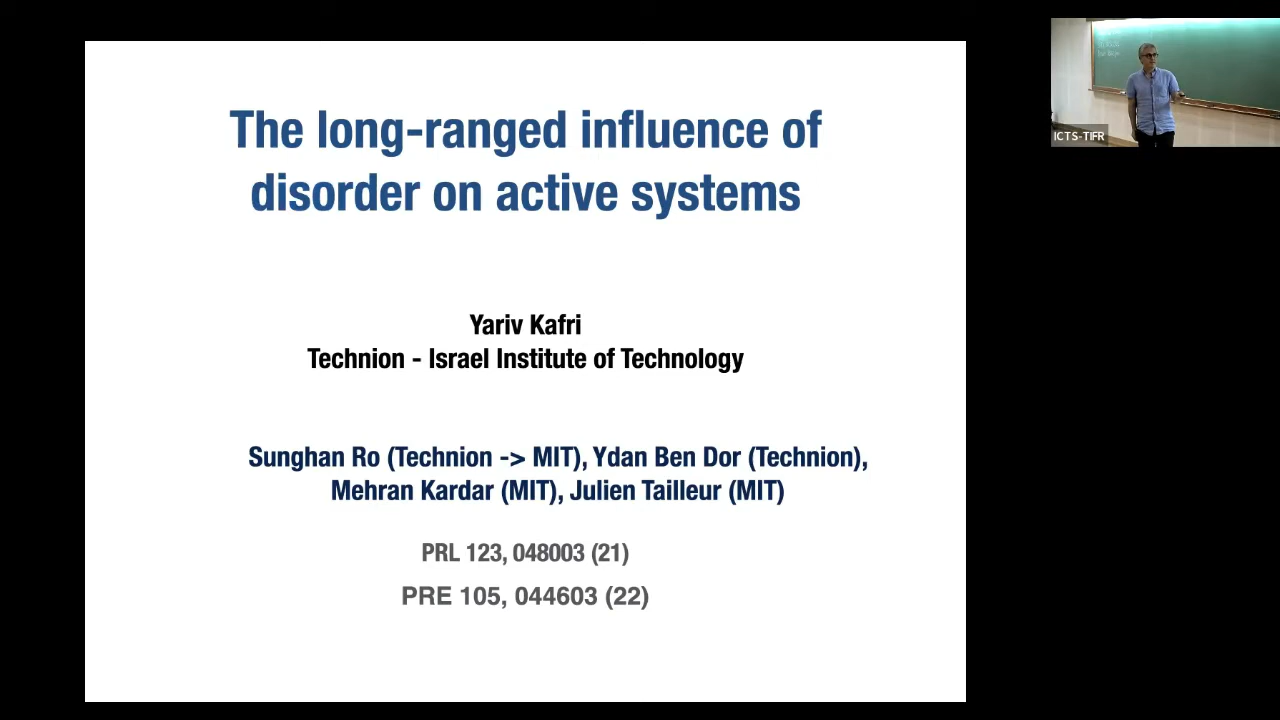 The long-ranged influence of
disorder on active systems
Yariv Kafri
Technion - Israel Institute of Technology
Sunghan Ro (Technion -> MIT), Ydan Ben Dor (Technion),
Mehran Kardar (MIT), Julien Tailleur (MIT)
PRL 123, 048003 (21)
PRE 105, 044603 (22)
ICTS-TIFR